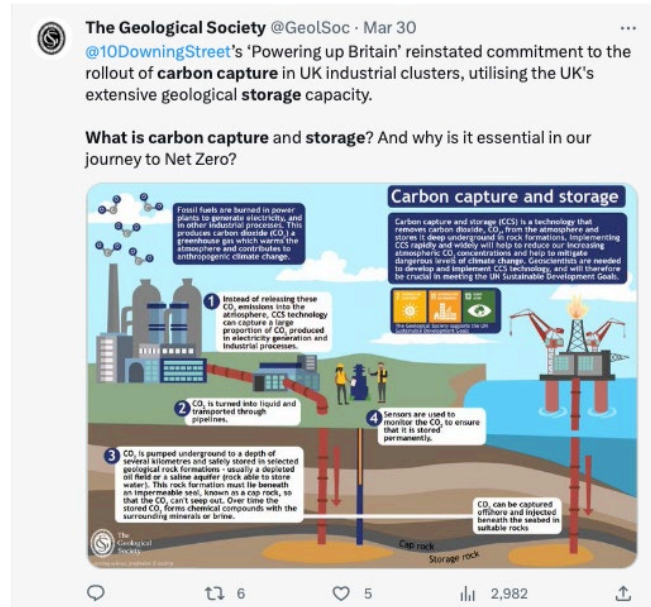 The Geological Society @GeolSoc · Mar 30
@10DowningStreet's ‘Powering up Britain’ reinstated commitment to the
rollout of carbon capture in UK industrial clusters, utilising the UK's
extensive geological storage capacity.
What is carbon capture and storage? And why is it essential in our
journey to Net Zero?
Carbon capture and storage
Fossil fuels are burned in power
plants to generate electricity, and
in other industrial processes. This
produces carbon dioxide (CO₂) a
greenhouse gas which warms the
atmosphere and contributes to
anthropogenic climate change.
Carbon capture and storage (CCS) is a technology that
removes carbon dioxide, CO₂, from the atmosphere and
stores it deep underground in rock formations. Implementing
CCS rapidly and widely will help to reduce our increasing
atmospheric CO₂ concentrations and help to mitigate
dangerous levels of climate change. Geoscientists are needed
to develop and implement CCS technology, and will therefore
be crucial in meeting the UN Sustainable Development Goals.
The Geological Society supports the UN
Sustainable Development Goals
1 Instead of releasing these
CO₂ emissions into the
atmosphere, CCS technology
can capture a large
proportion of CO₂ produced
in electricity generation and
industrial processes.
2 CO₂ is turned into liquid and
transported through
pipelines.
4 Sensors are used to
monitor the CO₂ to ensure
that it is stored
permanently.
3 CO₂ is pumped underground to a depth of
several kilometres and safely stored in selected
geological rock formations - usually a depleted
oil field or a saline aquifer (rock able to store
water). This rock formation must lie beneath
an impermeable seal, known as a cap rock, so
that the CO₂ can't seep out. Over time the
stored CO₂ forms chemical compounds with the
surrounding minerals or brine.
CO₂ can be captured
offshore and injected
beneath the seabed in
suitable rocks
Cap rock
Storage rock
The
Geological
Society
6 5 2,982